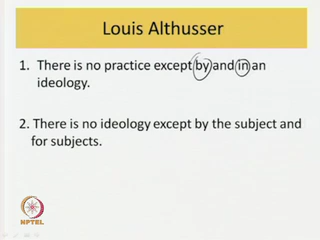 Louis Althusser
1. There is no practice except by and in an
ideology.
2. There is no ideology except by the subject and
for subjects.
NPTEL